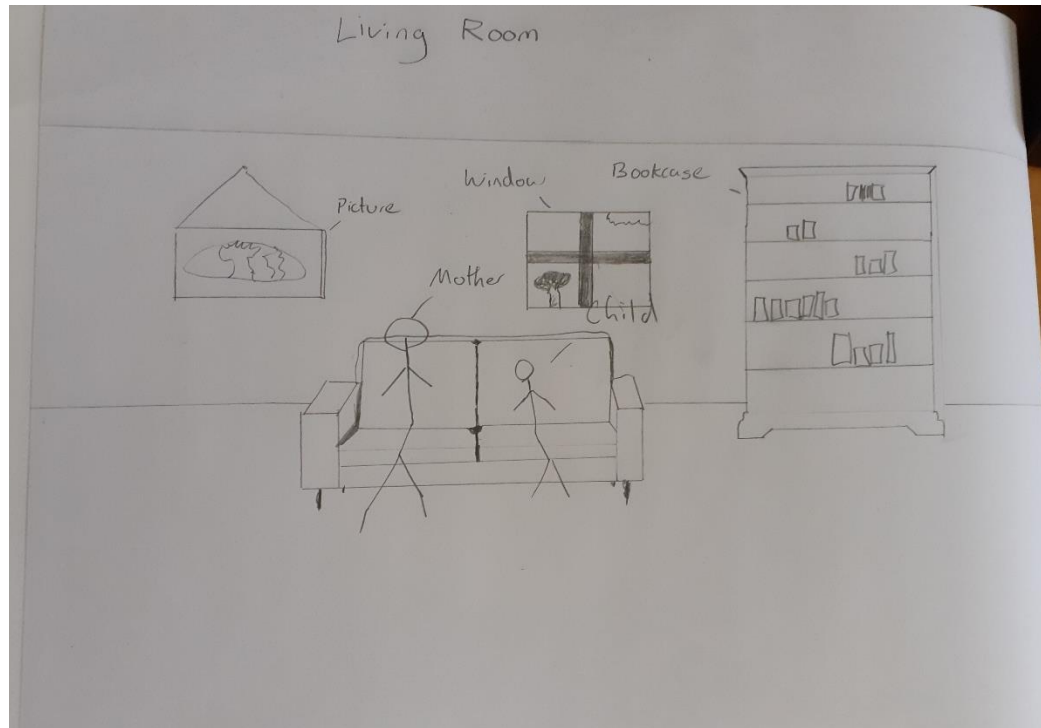 Living Room
Picture
Window
Bookcase
Mother
Child